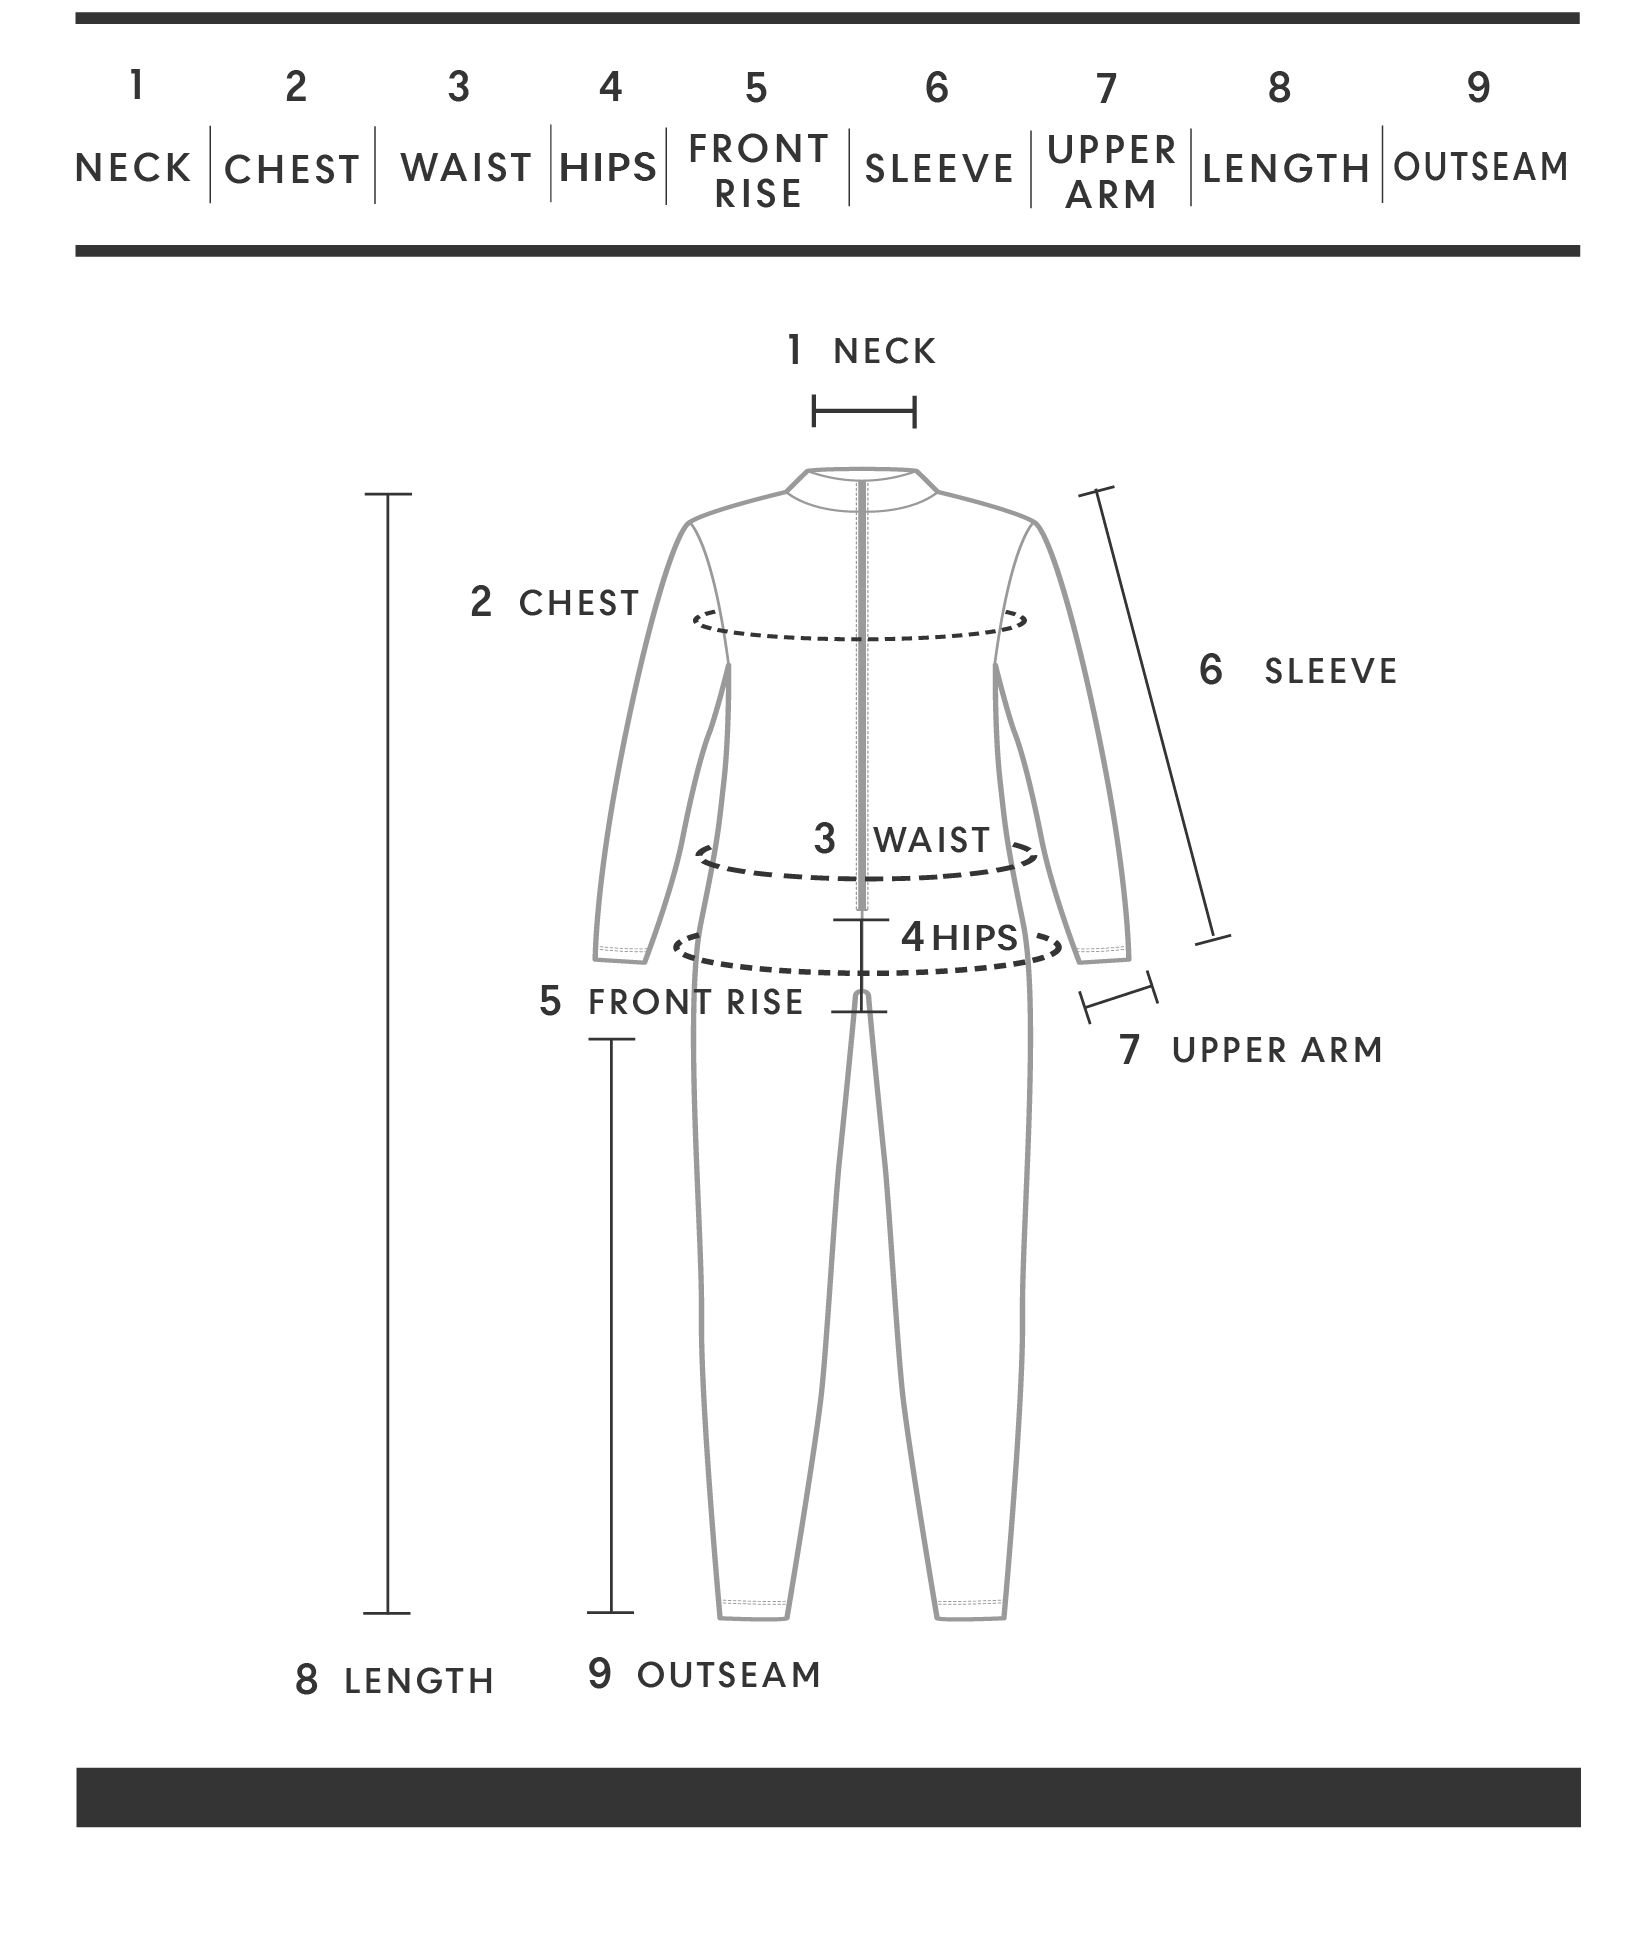 1 2 3 4 5 6 7 8 9
NECK CHEST WAIST HIPS FRONT RISE SLEEVE UPPER ARM LENGTH OUTSEAM
1 NECK
2 CHEST
6 SLEEVE
3 WAIST
4 HIPS
5 FRONT RISE
7 UPPER ARM
8 LENGTH
9 OUTSEAM